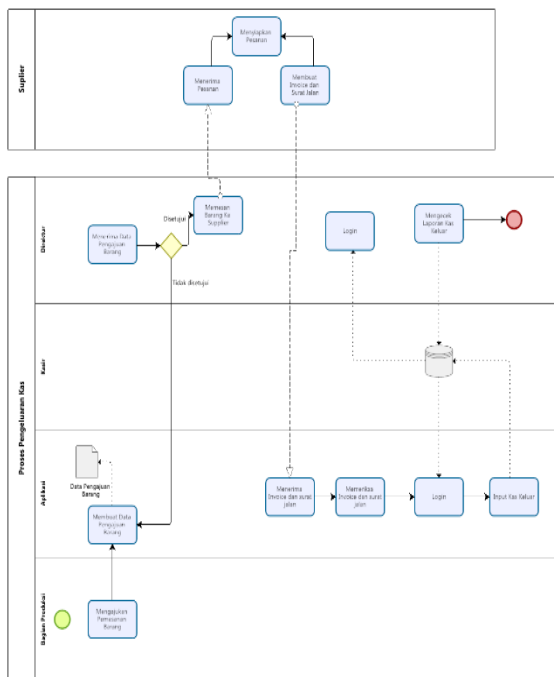 Suplier
Menyiapkan
Pesanan
Menerima
Pesanan
Membuat
Invoice dan
Surat Jalan
Proses Pengeluaran Kas
Direktur
Menerima Data
Pengajuan
Barang
Disetujui
Memesan
Barang Ke
Supplier
Tidak disetujui
Login
Mengecek
Laporan Kas
Keluar
Kasir
Aplikasi
Data Pengajuan
Barang
Membuat Data
Pengajuan
Barang
Menerima
Invoice dan surat
jalan
Memeriksa
Invoice dan surat
jalan
Login
Input Kas Keluar
Bagian Produksi
Mengajukan
Pemesanan
Barang